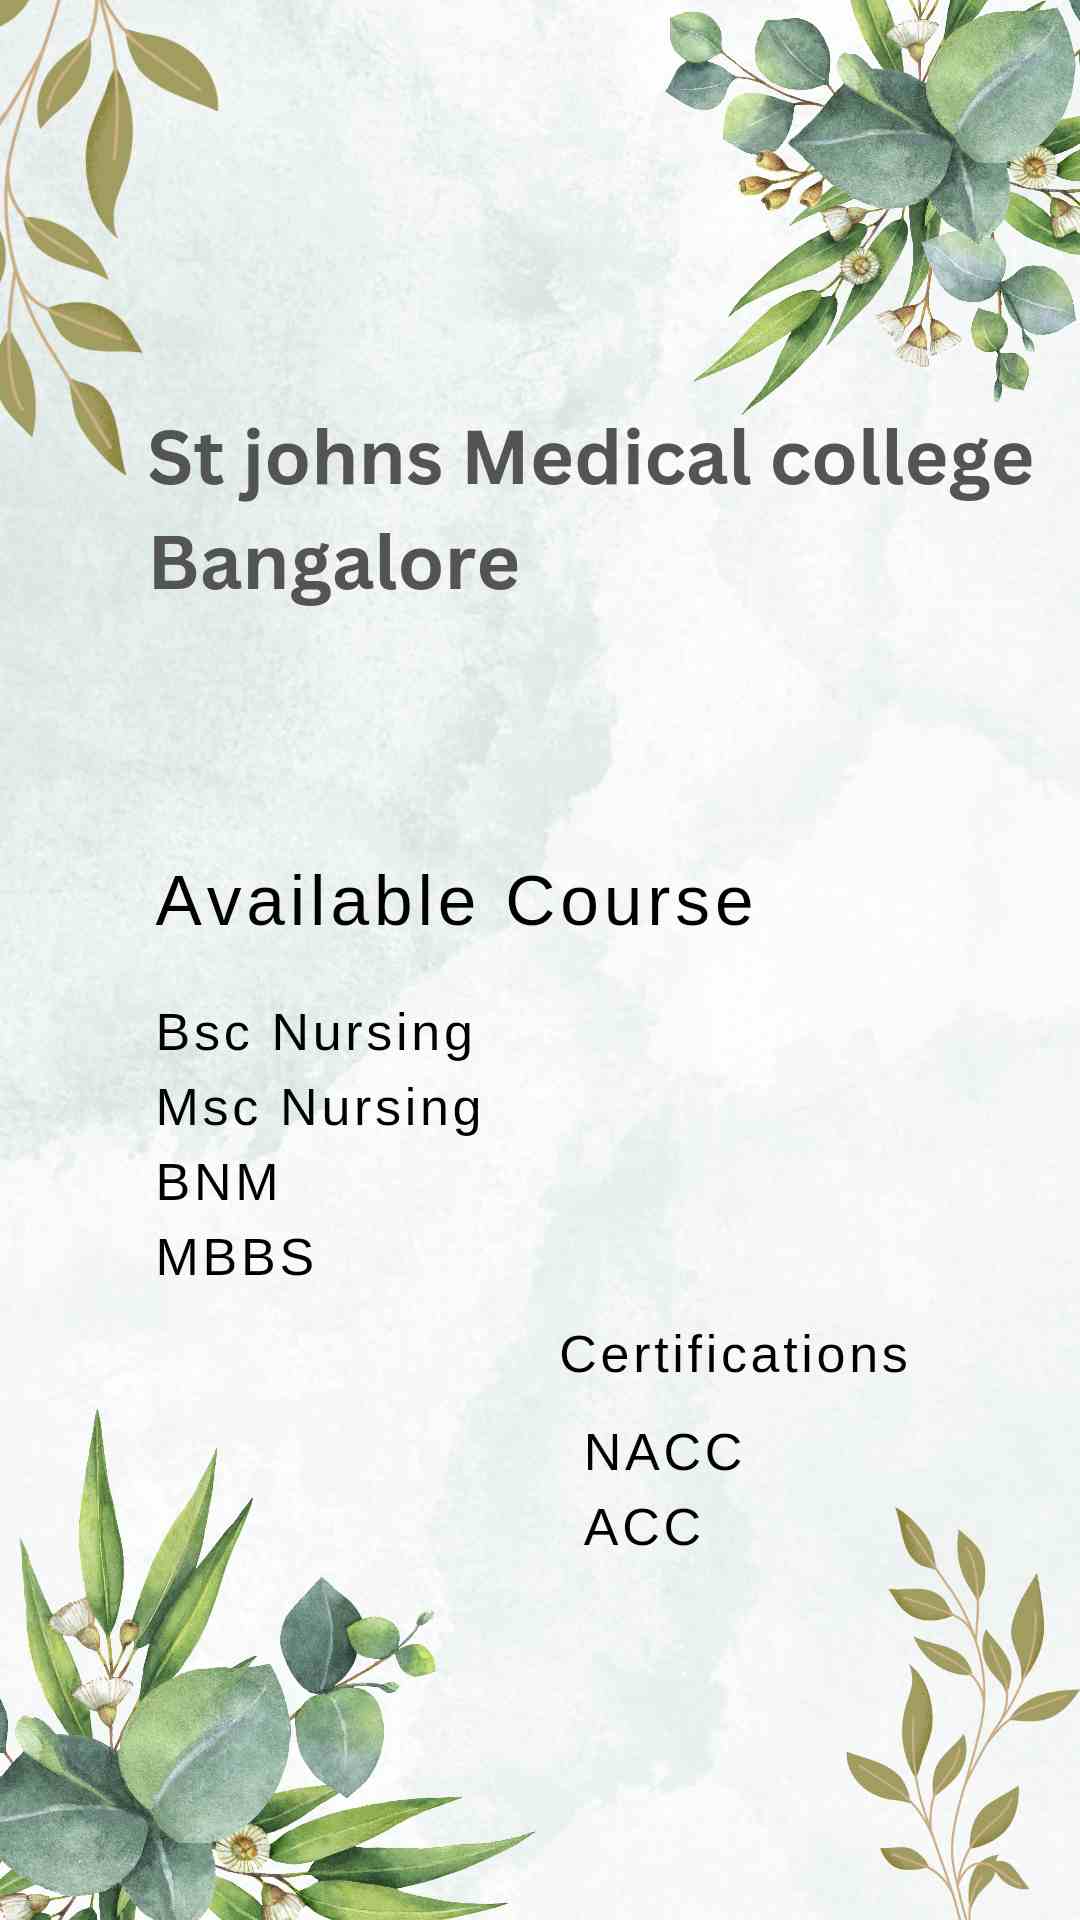 St johns Medical college
Bangalore
Available Course
Bsc Nursing
Msc Nursing
BNM
MBBS
Certifications
NACC
ACC